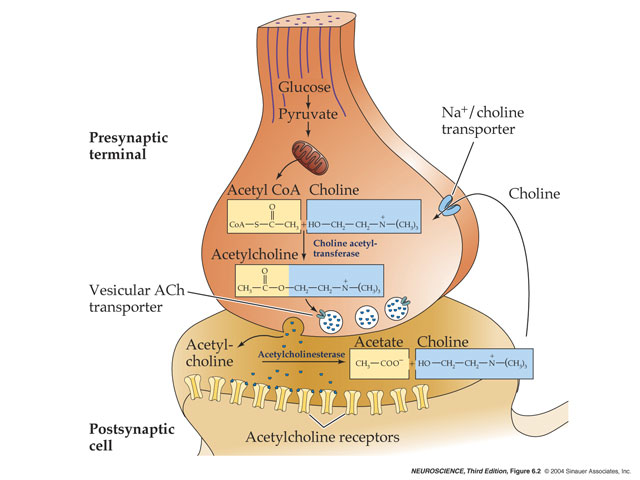 Glucose
Pyruvate
Na⁺/choline
transporter
Presynaptic
terminal
Acetyl CoA
Choline
Choline
O
CoA—S—C—CH₃
+
+
HO—CH₂—CH₂—N—(CH₃)₃
Choline acetyl-
transferase
Acetylcholine
O
+
CH₃—C—O—CH₂—CH₂—N—(CH₃)₃
Vesicular ACh
transporter
Acetyl-
choline
Acetylcholinesterase
Acetate
Choline
CH₃—COO⁻
+
+
HO—CH₂—CH₂—N—(CH₃)₃
Postsynaptic
cell
Acetylcholine receptors
NEUROSCIENCE, Third Edition, Figure 6.2 © 2004 Sinauer Associates, Inc.